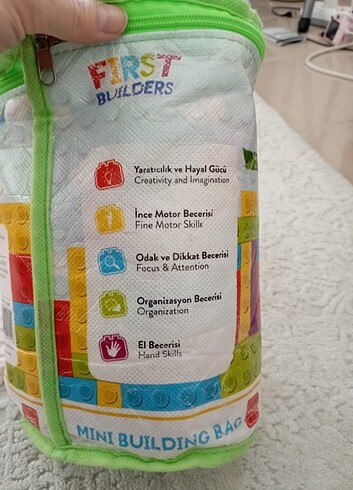 FIRST
BUILDERS
Yaratıcılık ve Hayal Gücü
Creativity and Imagination
İnce Motor Becerisi
Fine Motor Skills
Odak ve Dikkat Becerisi
Focus & Attention
Organizasyon Becerisi
Organization
El Becerisi
Hand Skills
MINI BUILDING BAG